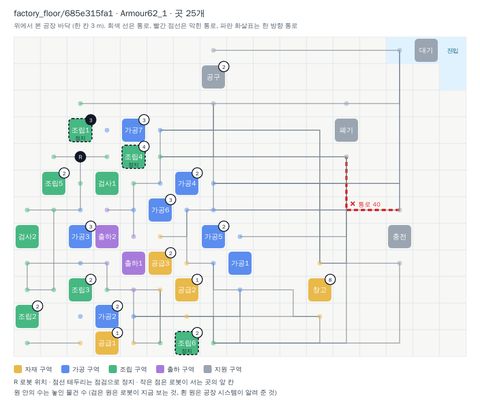 factory_floor/685e315fa1 · Armour62_1 · 곳 25개
위에서 본 공장 바닥 (한 칸 3 m). 회색 선은 통로, 빨간 점선은 막힌 통로, 파란 화살표는 한 방향 통로
대기
진입
공구
2
조립1
정지
3
가공7
3
폐기
R
조립4
정지
4
조립5
2
검사1
가공4
2
가공6
3
✕ 통로 40
검사2
가공3
3
출하2
가공5
2
충전
출하1
공급3
2
가공1
조립3
2
공급2
1
창고
6
조립2
2
가공2
2
공급1
1
조립6
정지
2
자재 구역
가공 구역
조립 구역
출하 구역
지원 구역
R 로봇 위치 · 점선 테두리는 점검으로 정지 · 작은 점은 로봇이 서는 곳의 앞 칸
원 안의 수는 놓인 물건 수 (검은 원은 로봇이 지금 보는 것, 흰 원은 공장 시스템이 알려 준 것)